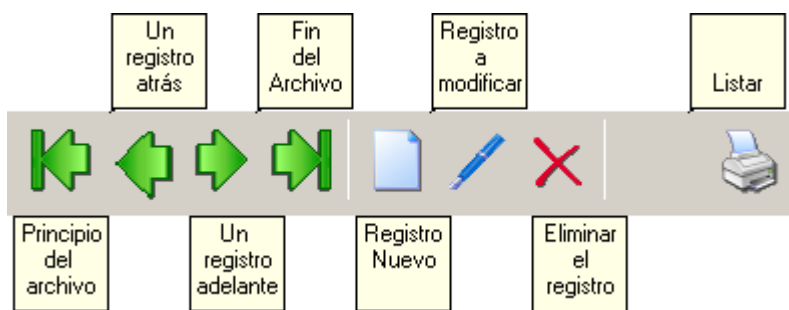 Un
registro
atrás
Fin
del
Archivo
Registro
a
modificar
Listar
Principio
del
archivo
Un
registro
adelante
Registro
Nuevo
Eliminar
el
registro